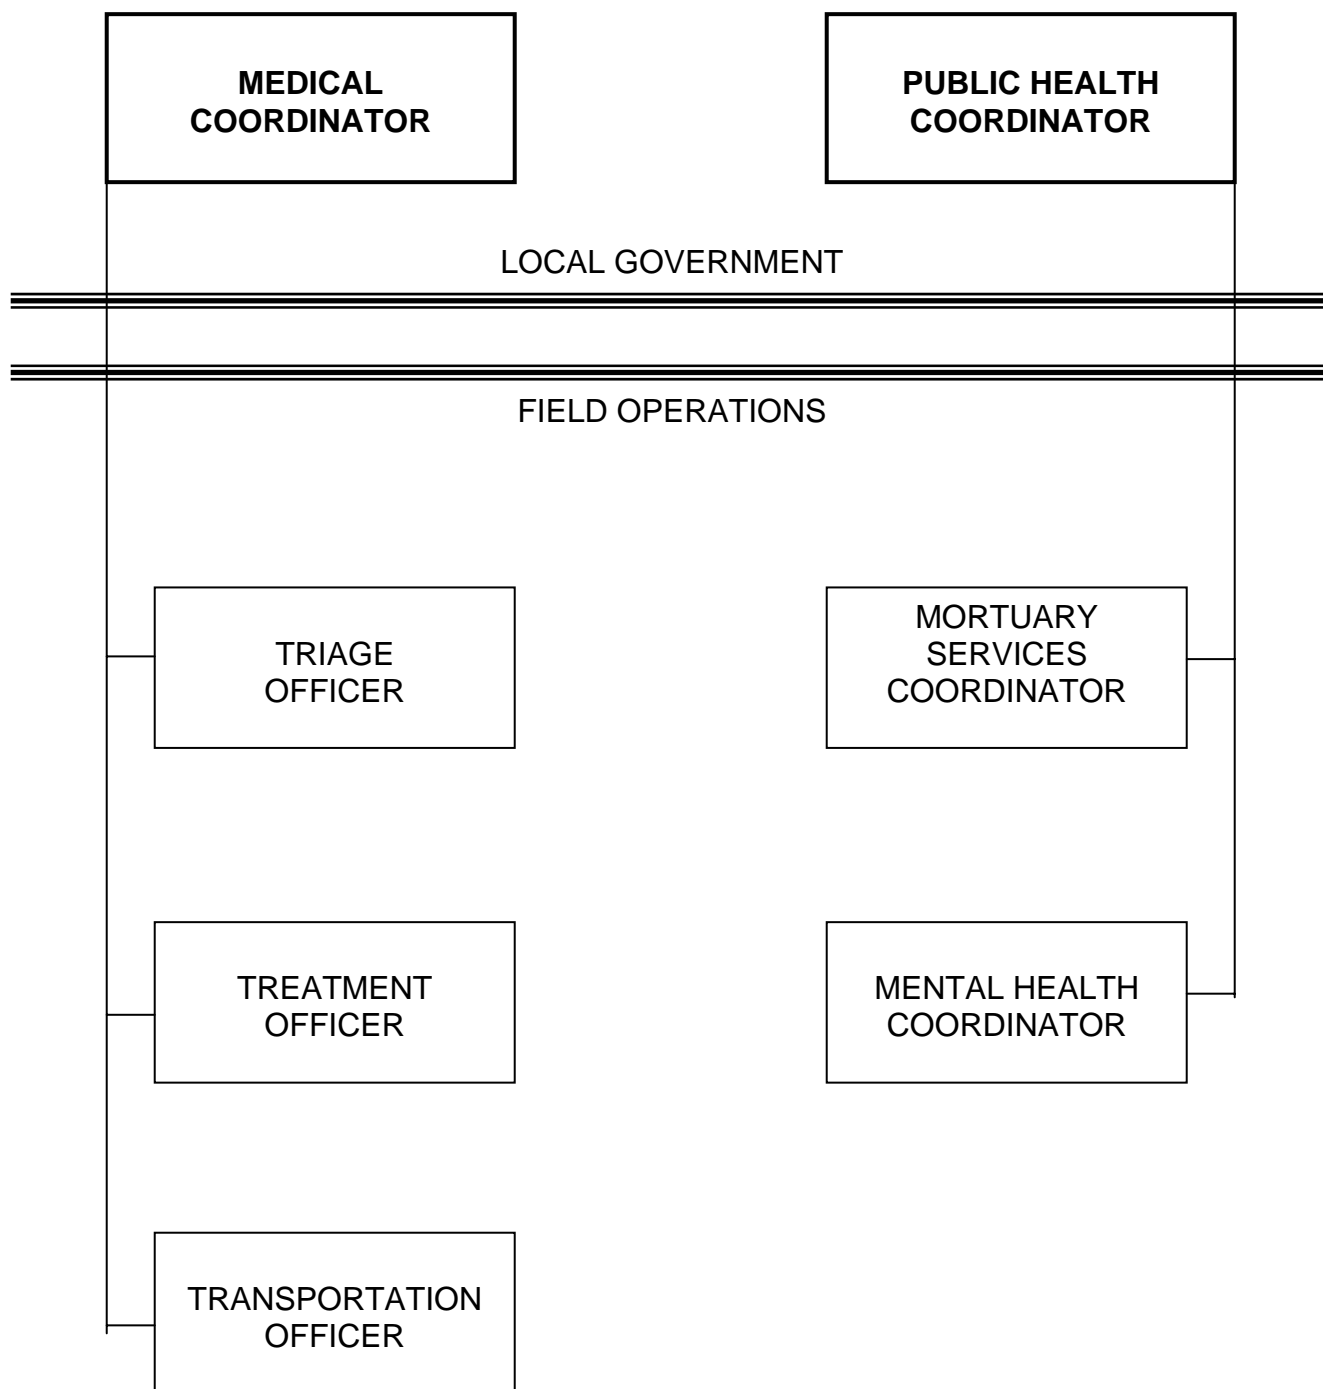 MEDICAL
COORDINATOR
PUBLIC HEALTH
COORDINATOR
LOCAL GOVERNMENT
FIELD OPERATIONS
TRIAGE
OFFICER
MORTUARY
SERVICES
COORDINATOR
TREATMENT
OFFICER
MENTAL HEALTH
COORDINATOR
TRANSPORTATION
OFFICER